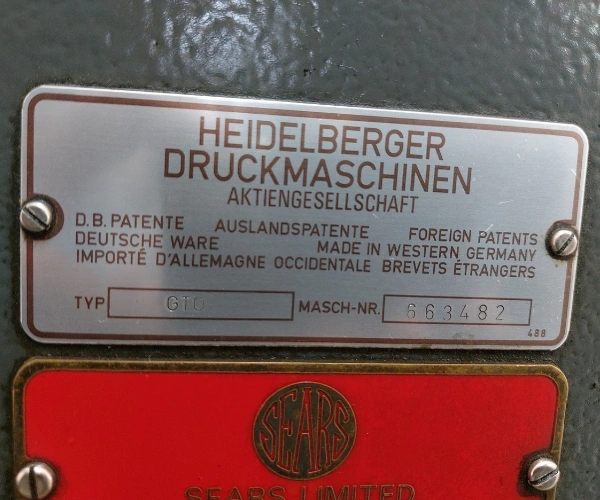 HEIDELBERGER
DRUCKMASCHINEN
AKTIENGESELLSCHAFT
D.B. PATENTE AUSLANDSPATENTE FOREIGN PATENTS
DEUTSCHE WARE MADE IN WESTERN GERMANY
IMPORTÉ D'ALLEMAGNE OCCIDENTALE BREVETS ÉTRANGERS
TYP GTO MASCH-NR. 663482
488
SEARS
SEARS LIMITED